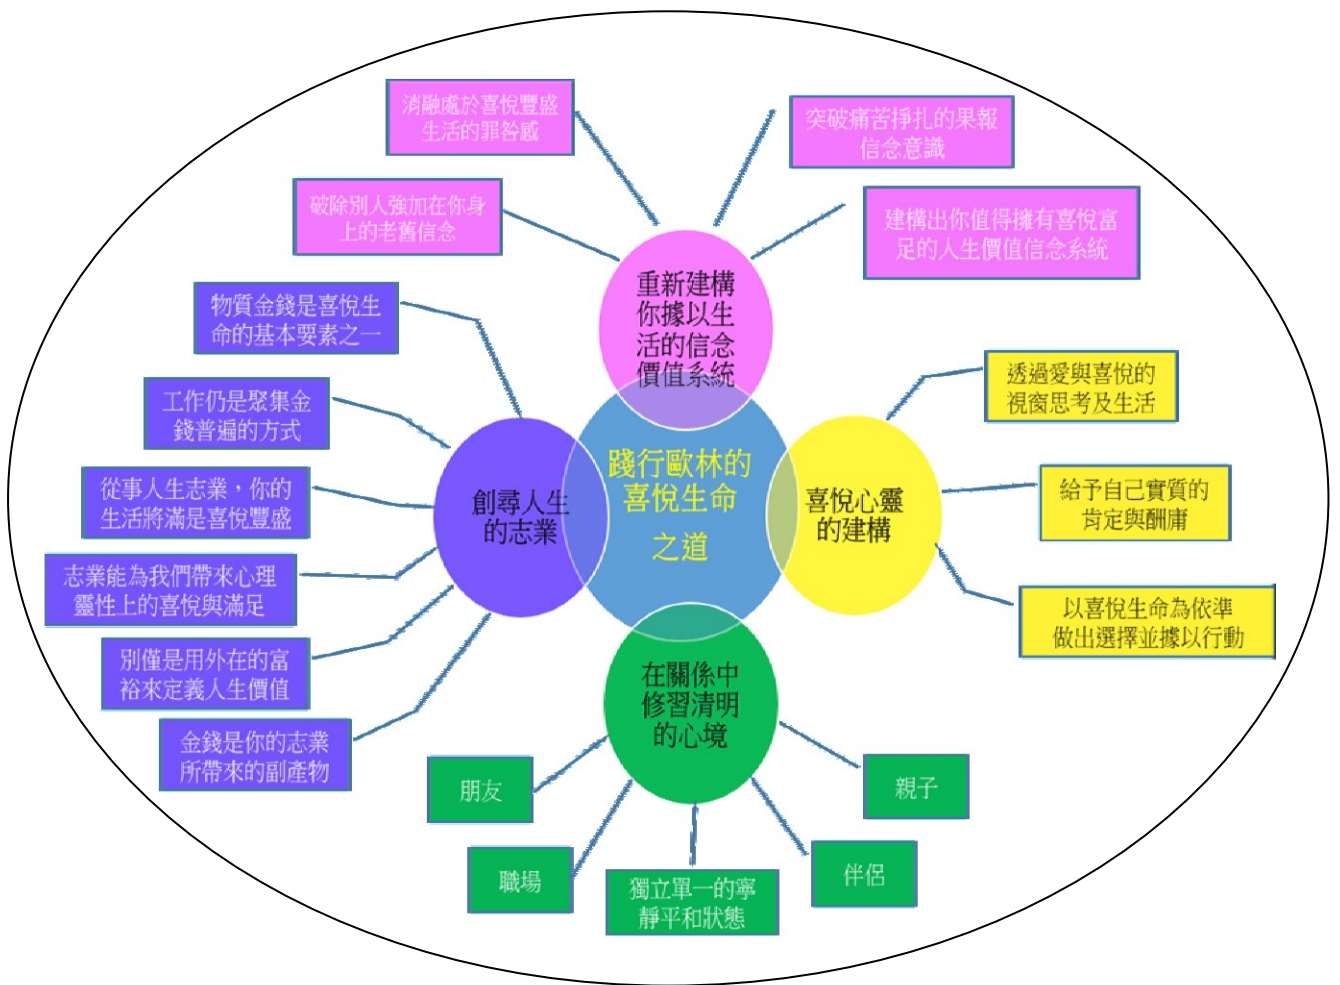 消融處於喜悅豐盛
生活的罪咎感
突破痛苦掙扎的果報
信念意識
破除別人強加在你身
上的老舊信念
建構出你值得擁有喜悅富
足的人生價值信念系統
重新建構
你據以生
活的信念
價值系統
物質金錢是喜悅生
命的基本要素之一
工作仍是聚集金
錢普遍的方式
從事人生志業，你的
生活將滿是喜悅豐盛
志業能為我們帶來心理
靈性上的喜悅與滿足
別僅是用外在的富
裕來定義人生價值
金錢是你的志業
所帶來的副產物
創尋人生
的志業
踐行歐林的
喜悅生命
之道
喜悅心靈
的建構
透過愛與喜悅的
視窗思考及生活
給予自己實質的
肯定與酬庸
以喜悅生命為依準
做出選擇並據以行動
在關係中
修習清明
的心境
朋友
職場
獨立單一的寧
靜平和狀態
伴侶
親子